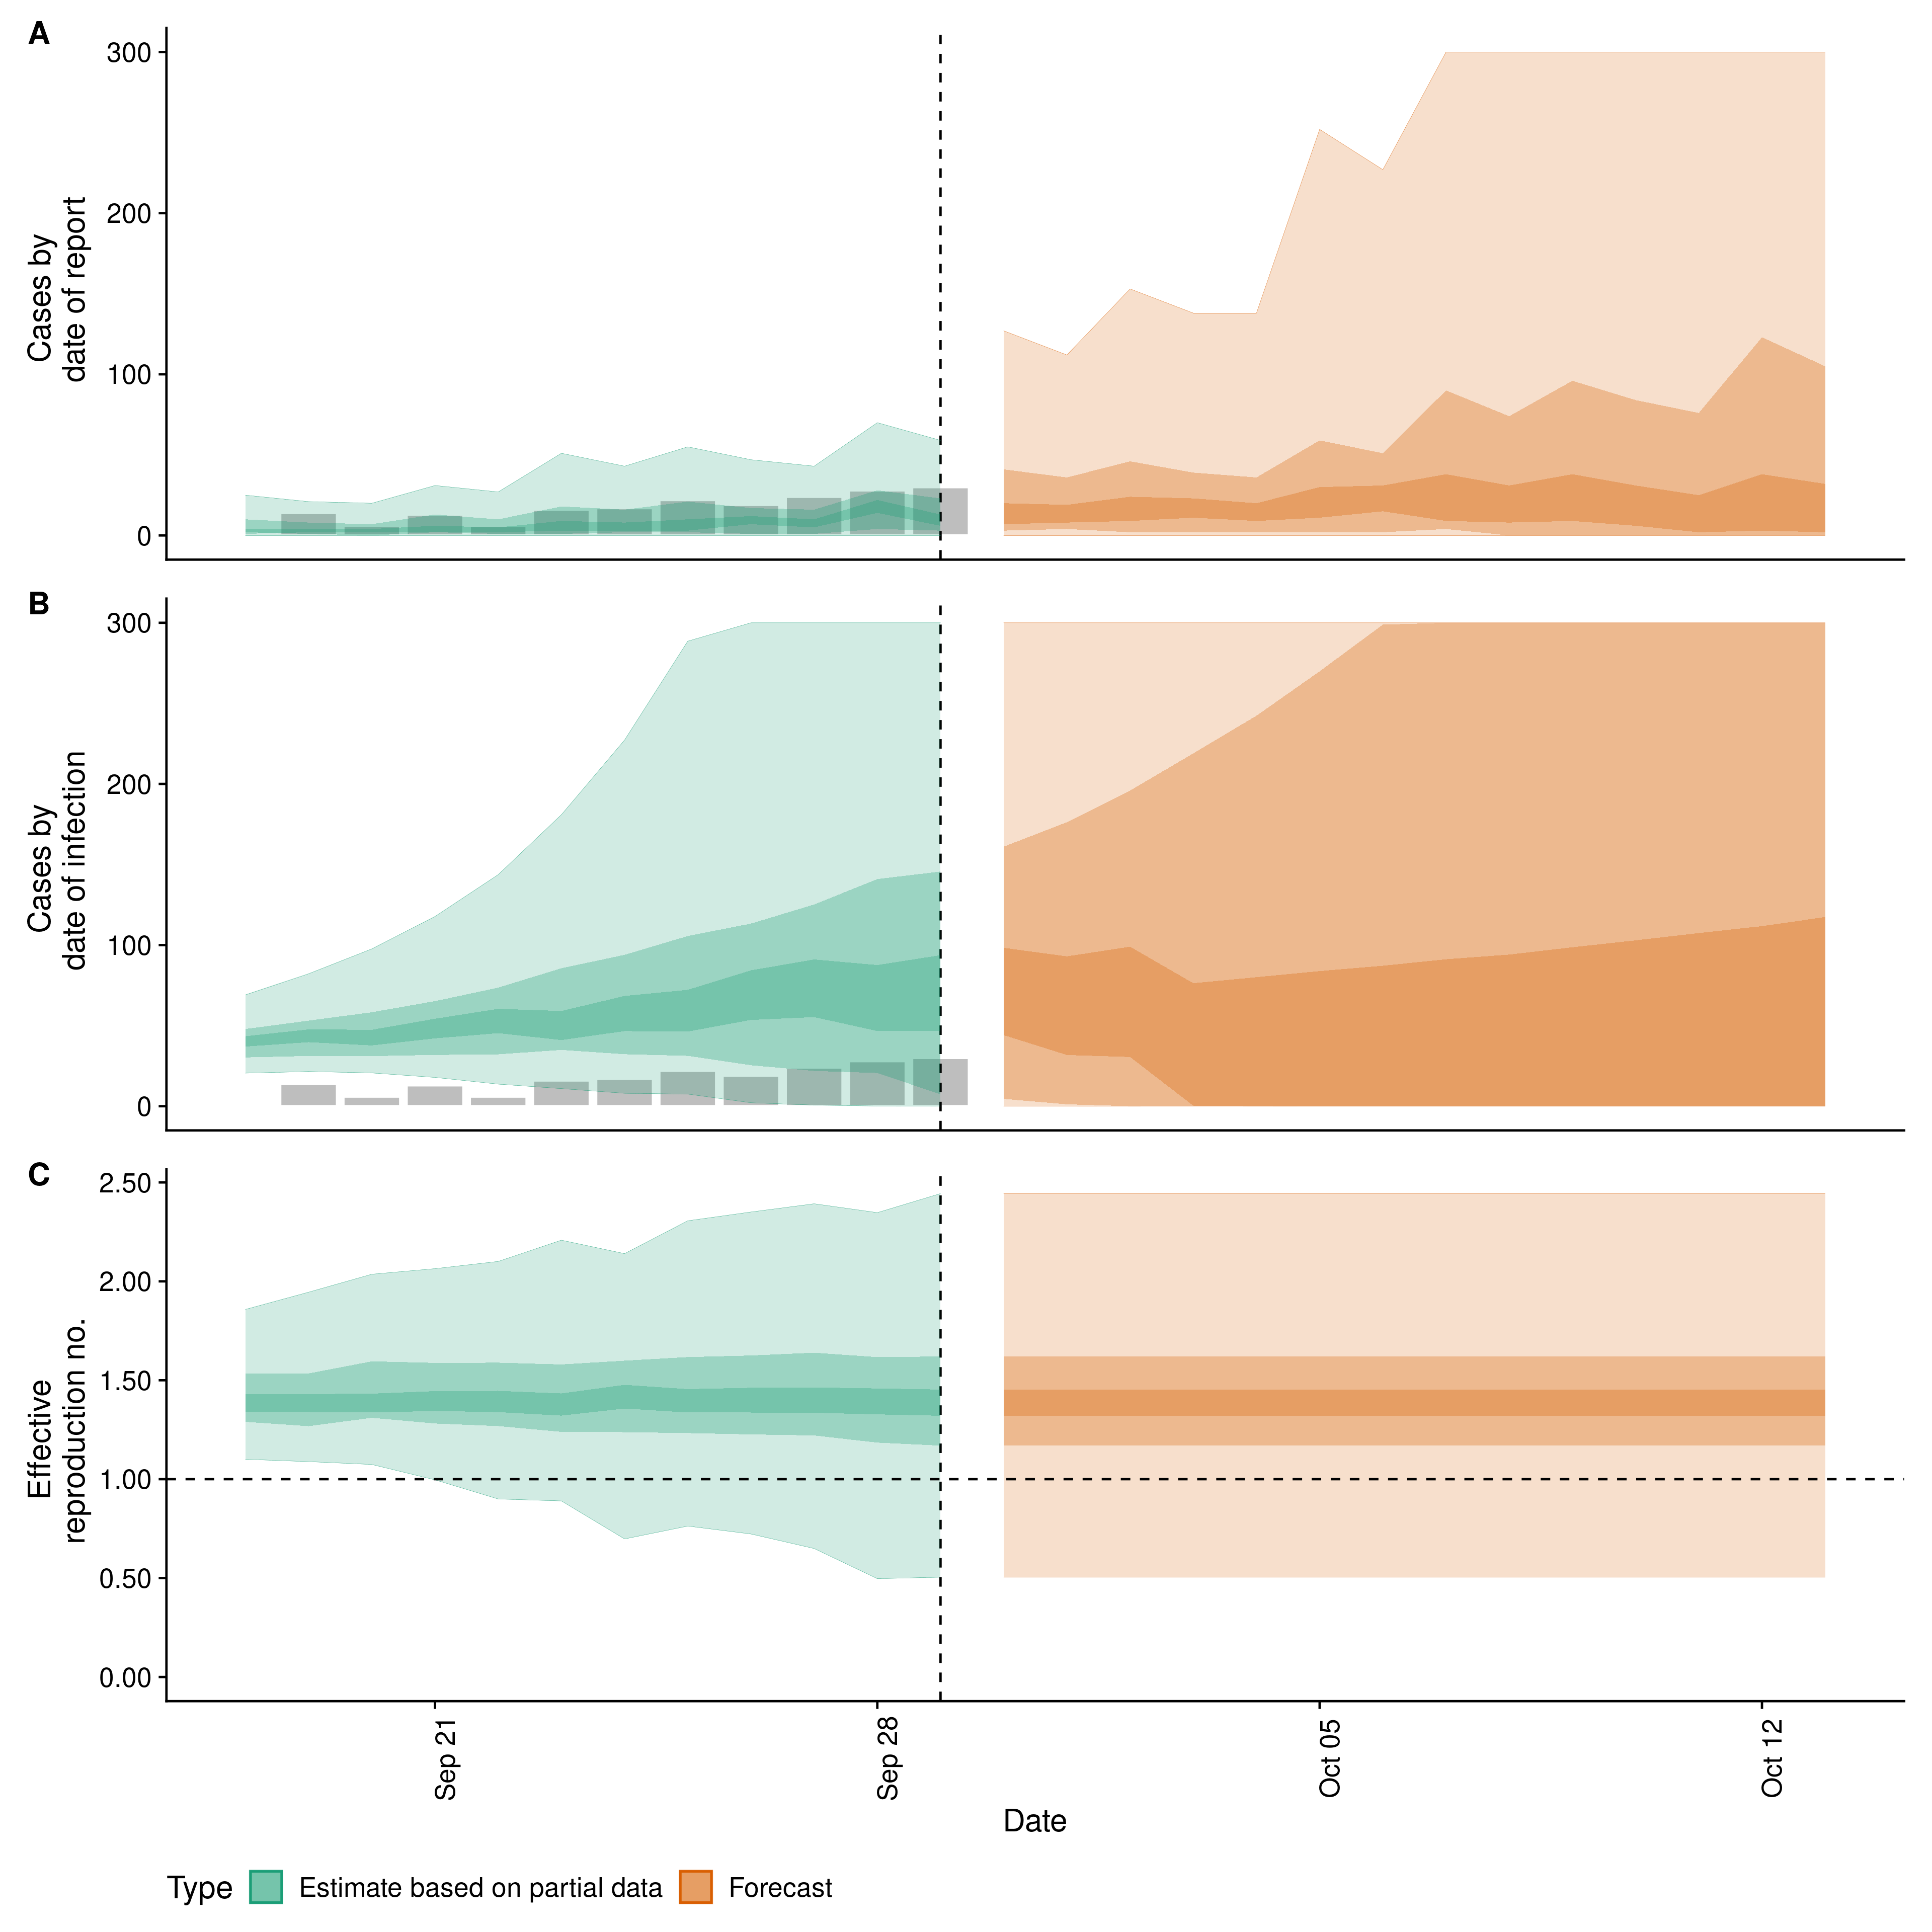 A
300
200
100
0
Cases by
date of report
B
300
200
100
0
Cases by
date of infection
C
2.50
2.00
1.50
1.00
0.50
0.00
Effective
reproduction no.
Sep 21
Sep 28
Oct 05
Oct 12
Date
Type Estimate based on partial data Forecast